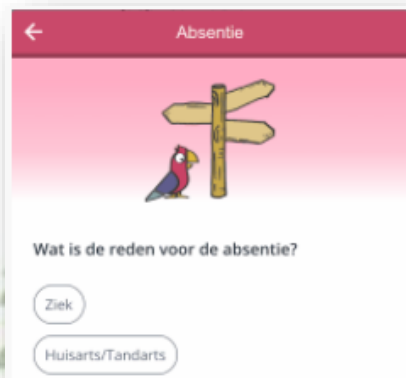 Absentie
Wat is de reden voor de absentie?
Ziek
Huisarts/Tandarts